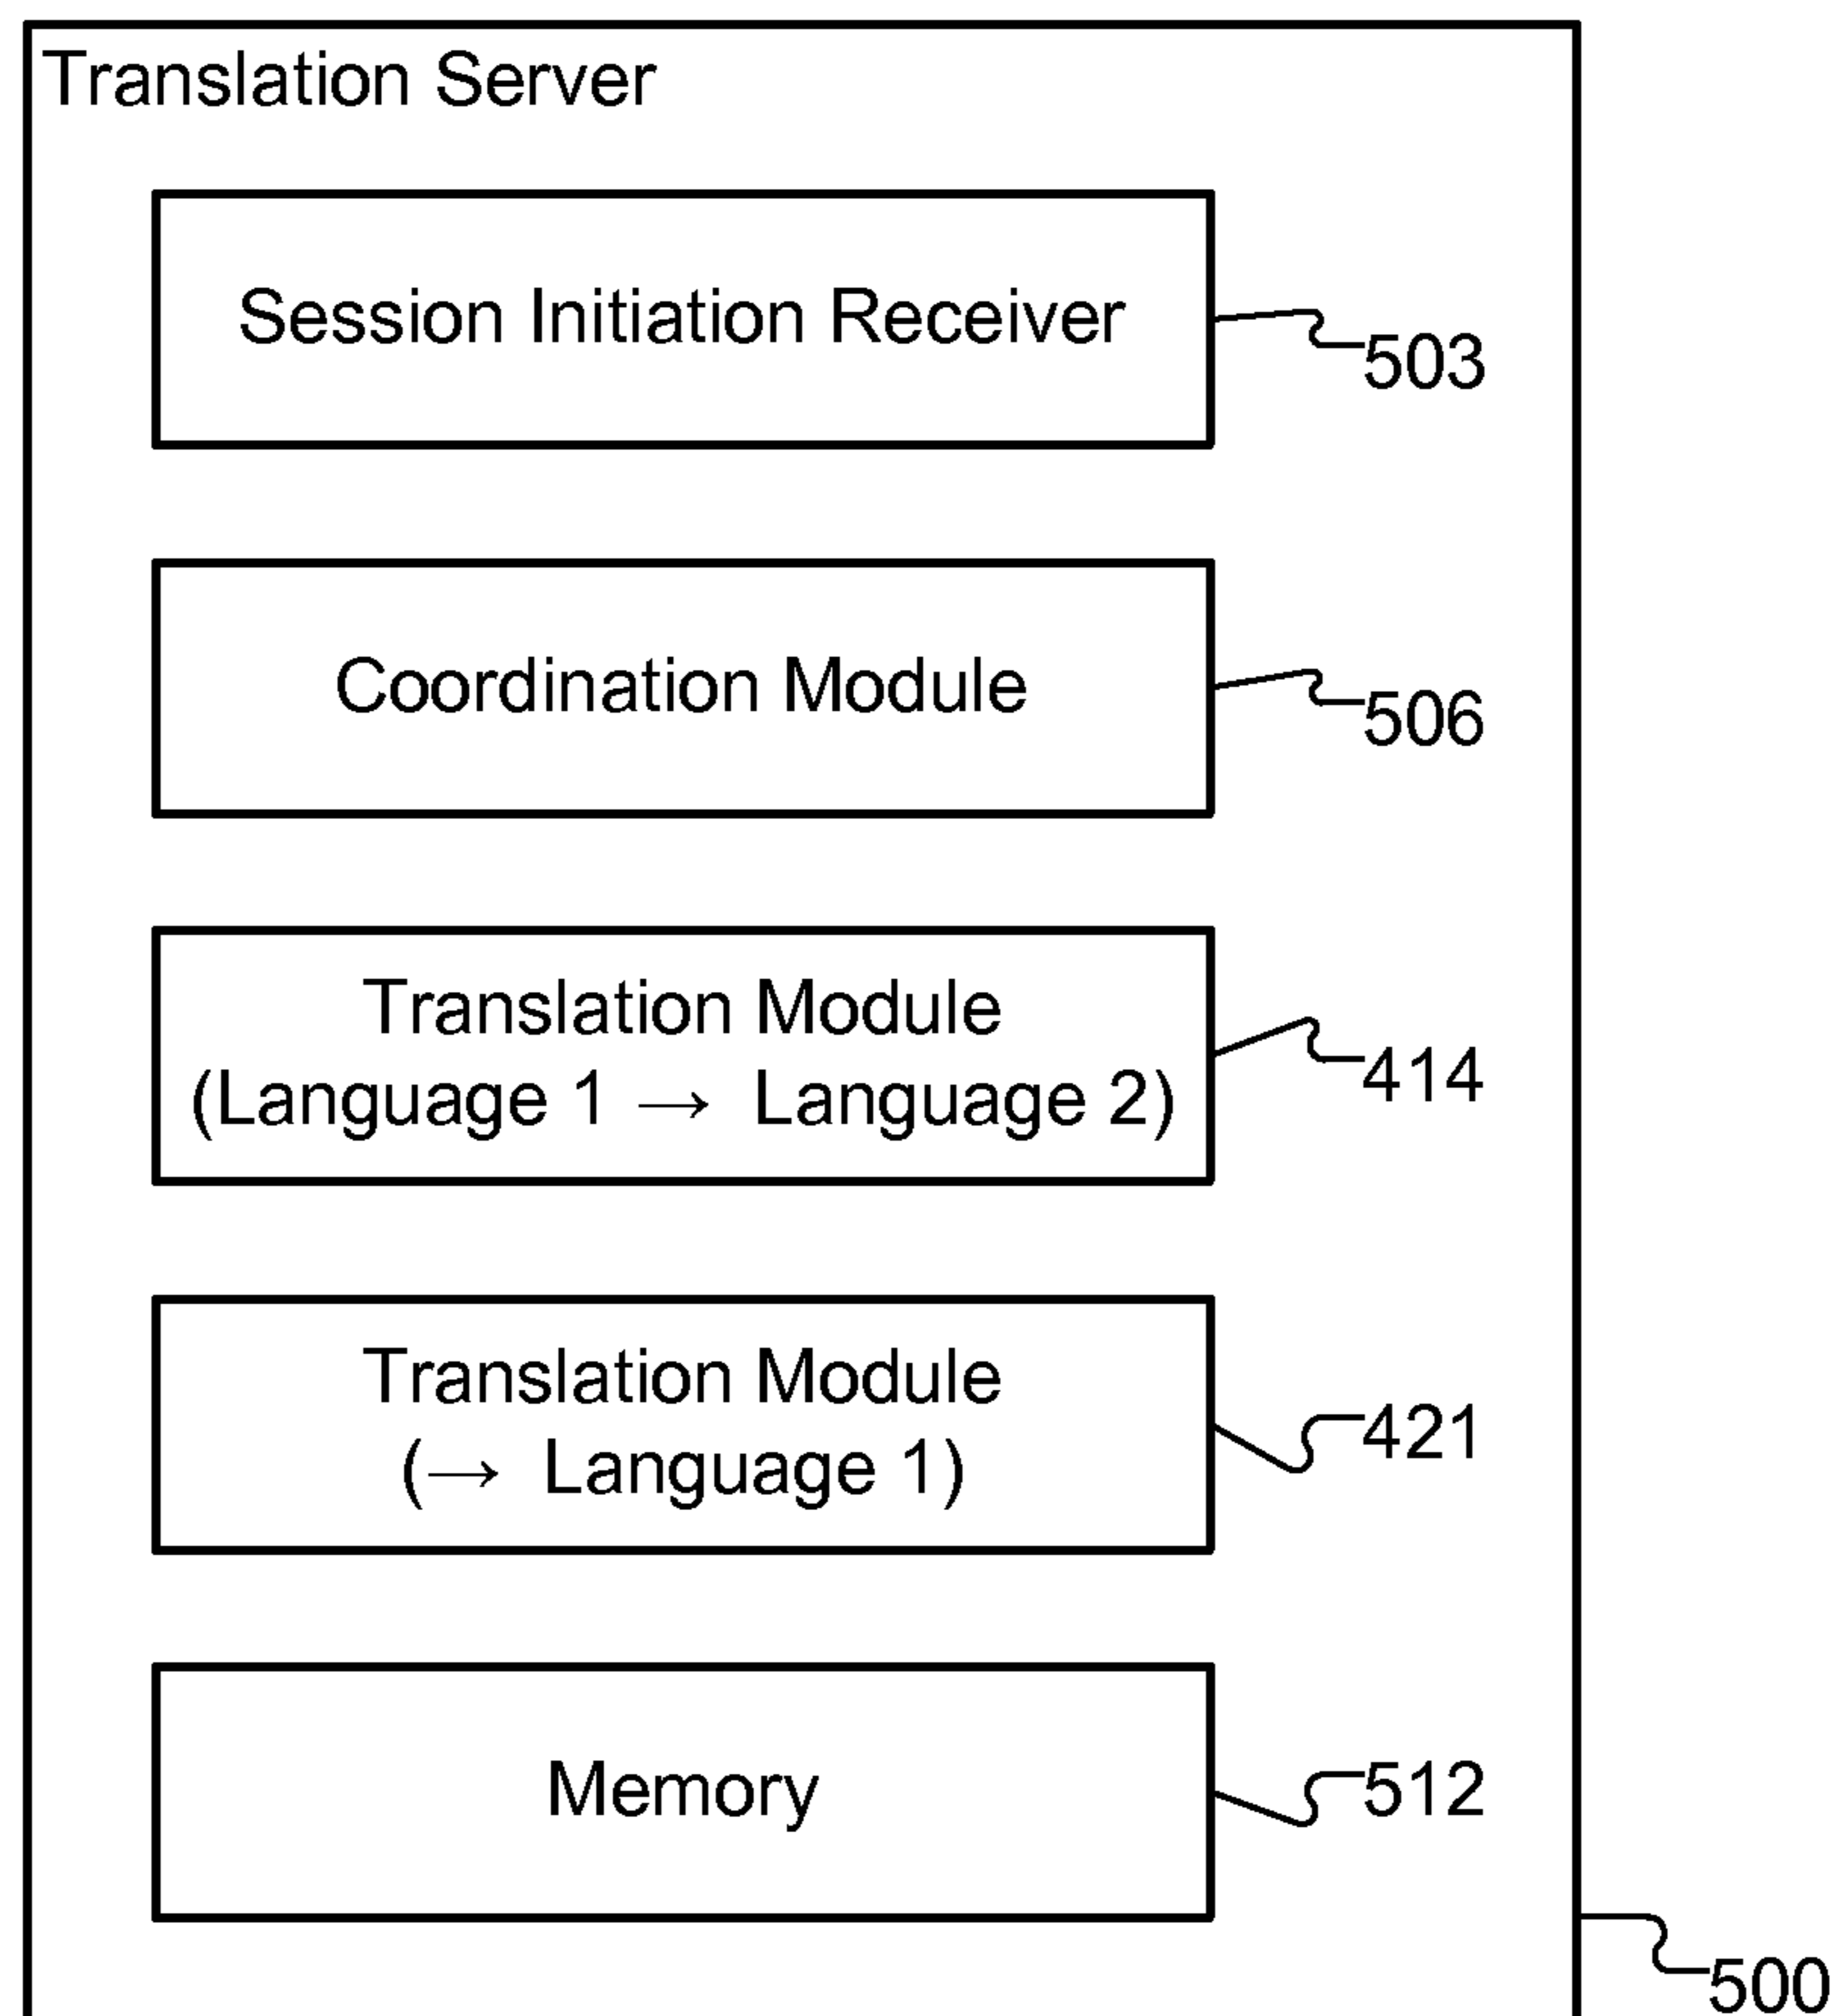 Translation Server
Session Initiation Receiver
503
Coordination Module
506
Translation Module
(Language 1 → Language 2)
414
Translation Module
(→ Language 1)
421
Memory
512
500